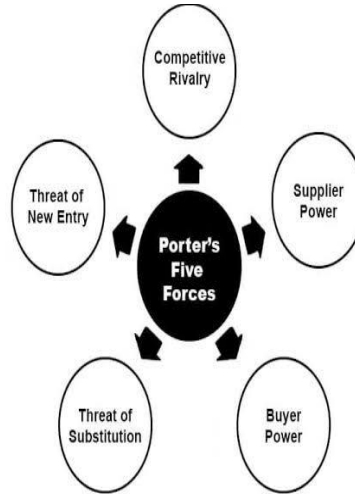 Competitive
Rivalry
Threat of
New Entry
Supplier
Power
Porter's
Five
Forces
Threat of
Substitution
Buyer
Power